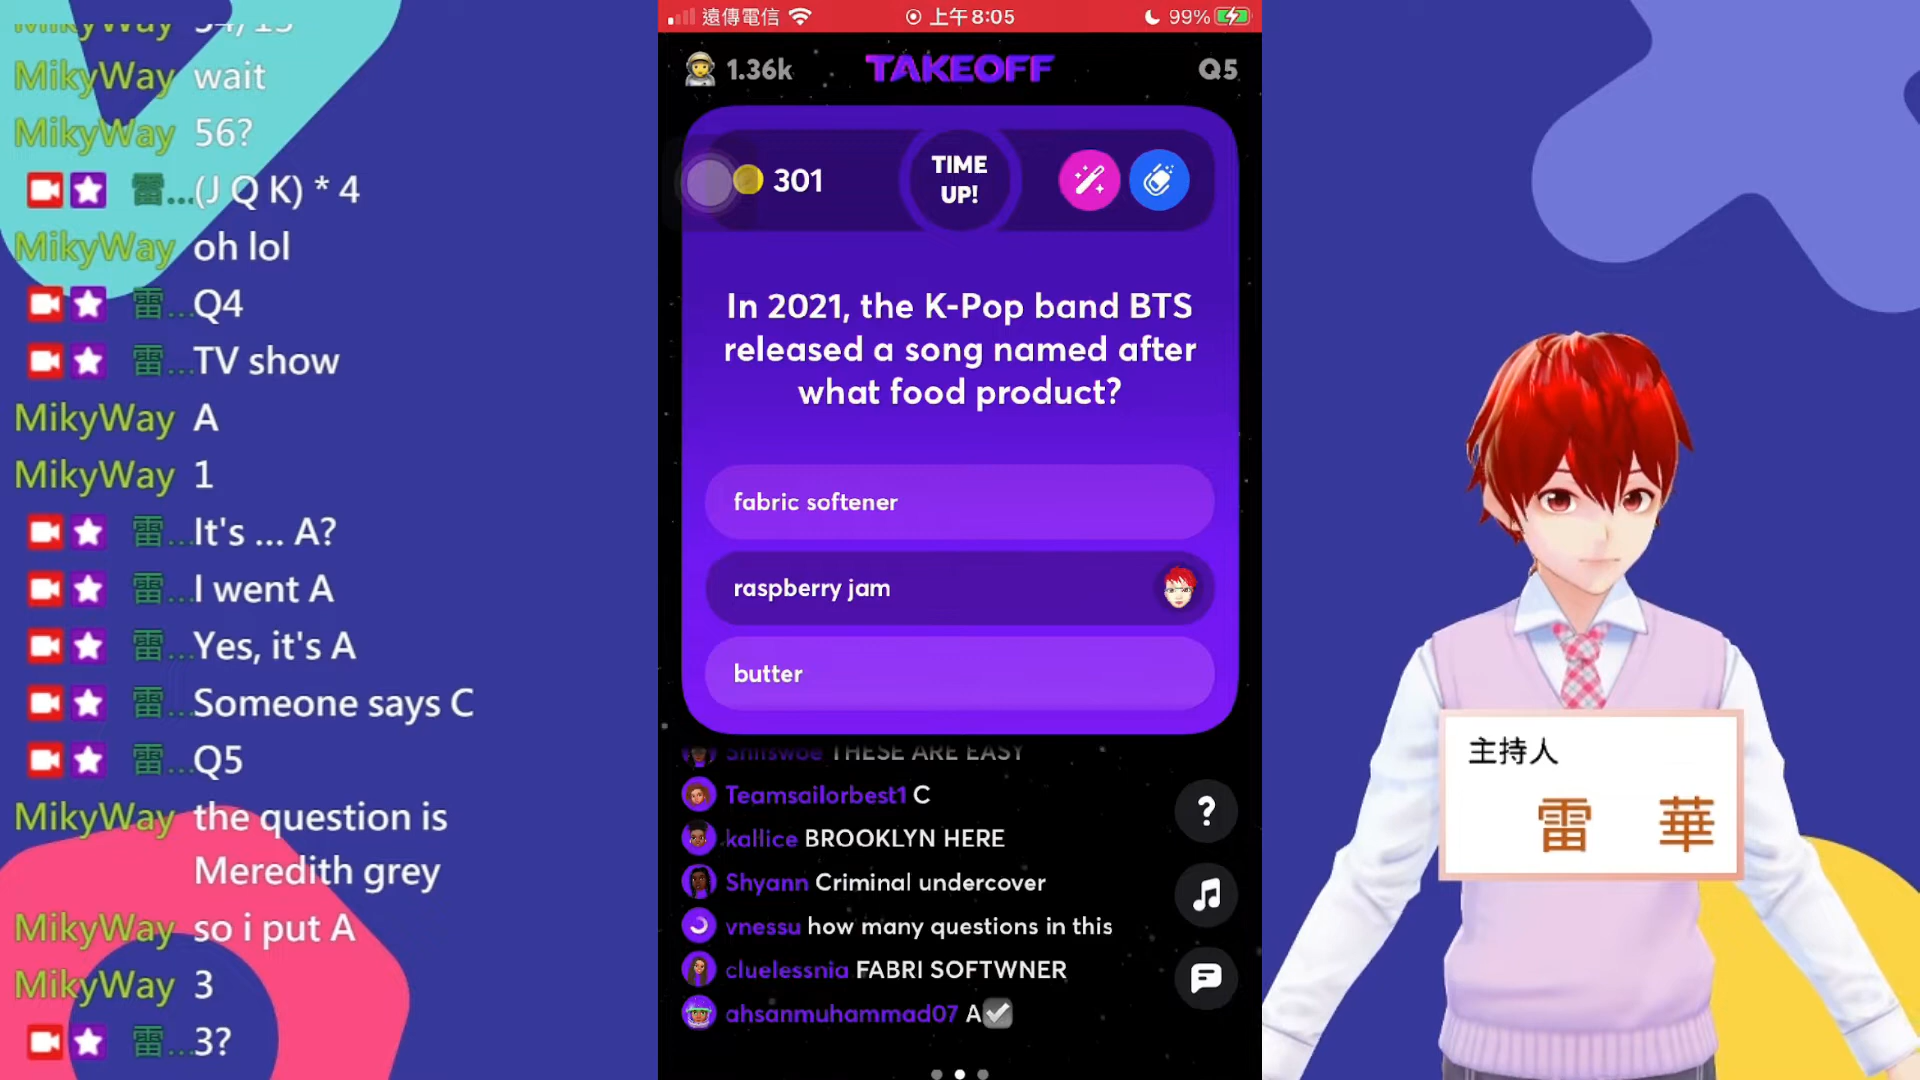 MikyWay 54/13
MikyWay wait
MikyWay 56?
雷...(J Q K) * 4
MikyWay oh lol
雷...Q4
雷...TV show
MikyWay A
MikyWay 1
雷...It's ... A?
雷...I went A
雷...Yes, it's A
雷...Someone says C
雷...Q5
MikyWay the question is
Meredith grey
MikyWay so i put A
MikyWay 3
雷...3?
遠傳電信
上午8:05
99%
1.36k
TAKEOFF
Q5
301
TIME
UP!
In 2021, the K-Pop band BTS
released a song named after
what food product?
fabric softener
raspberry jam
butter
THESE ARE EASY
Teamsailorbest1 C
kallice BROOKLYN HERE
Shyann Criminal undercover
vnessu how many questions in this
cluelessnia FABRI SOFTWNER
ahsanmuhammad07 A
?
主持人
雷 華